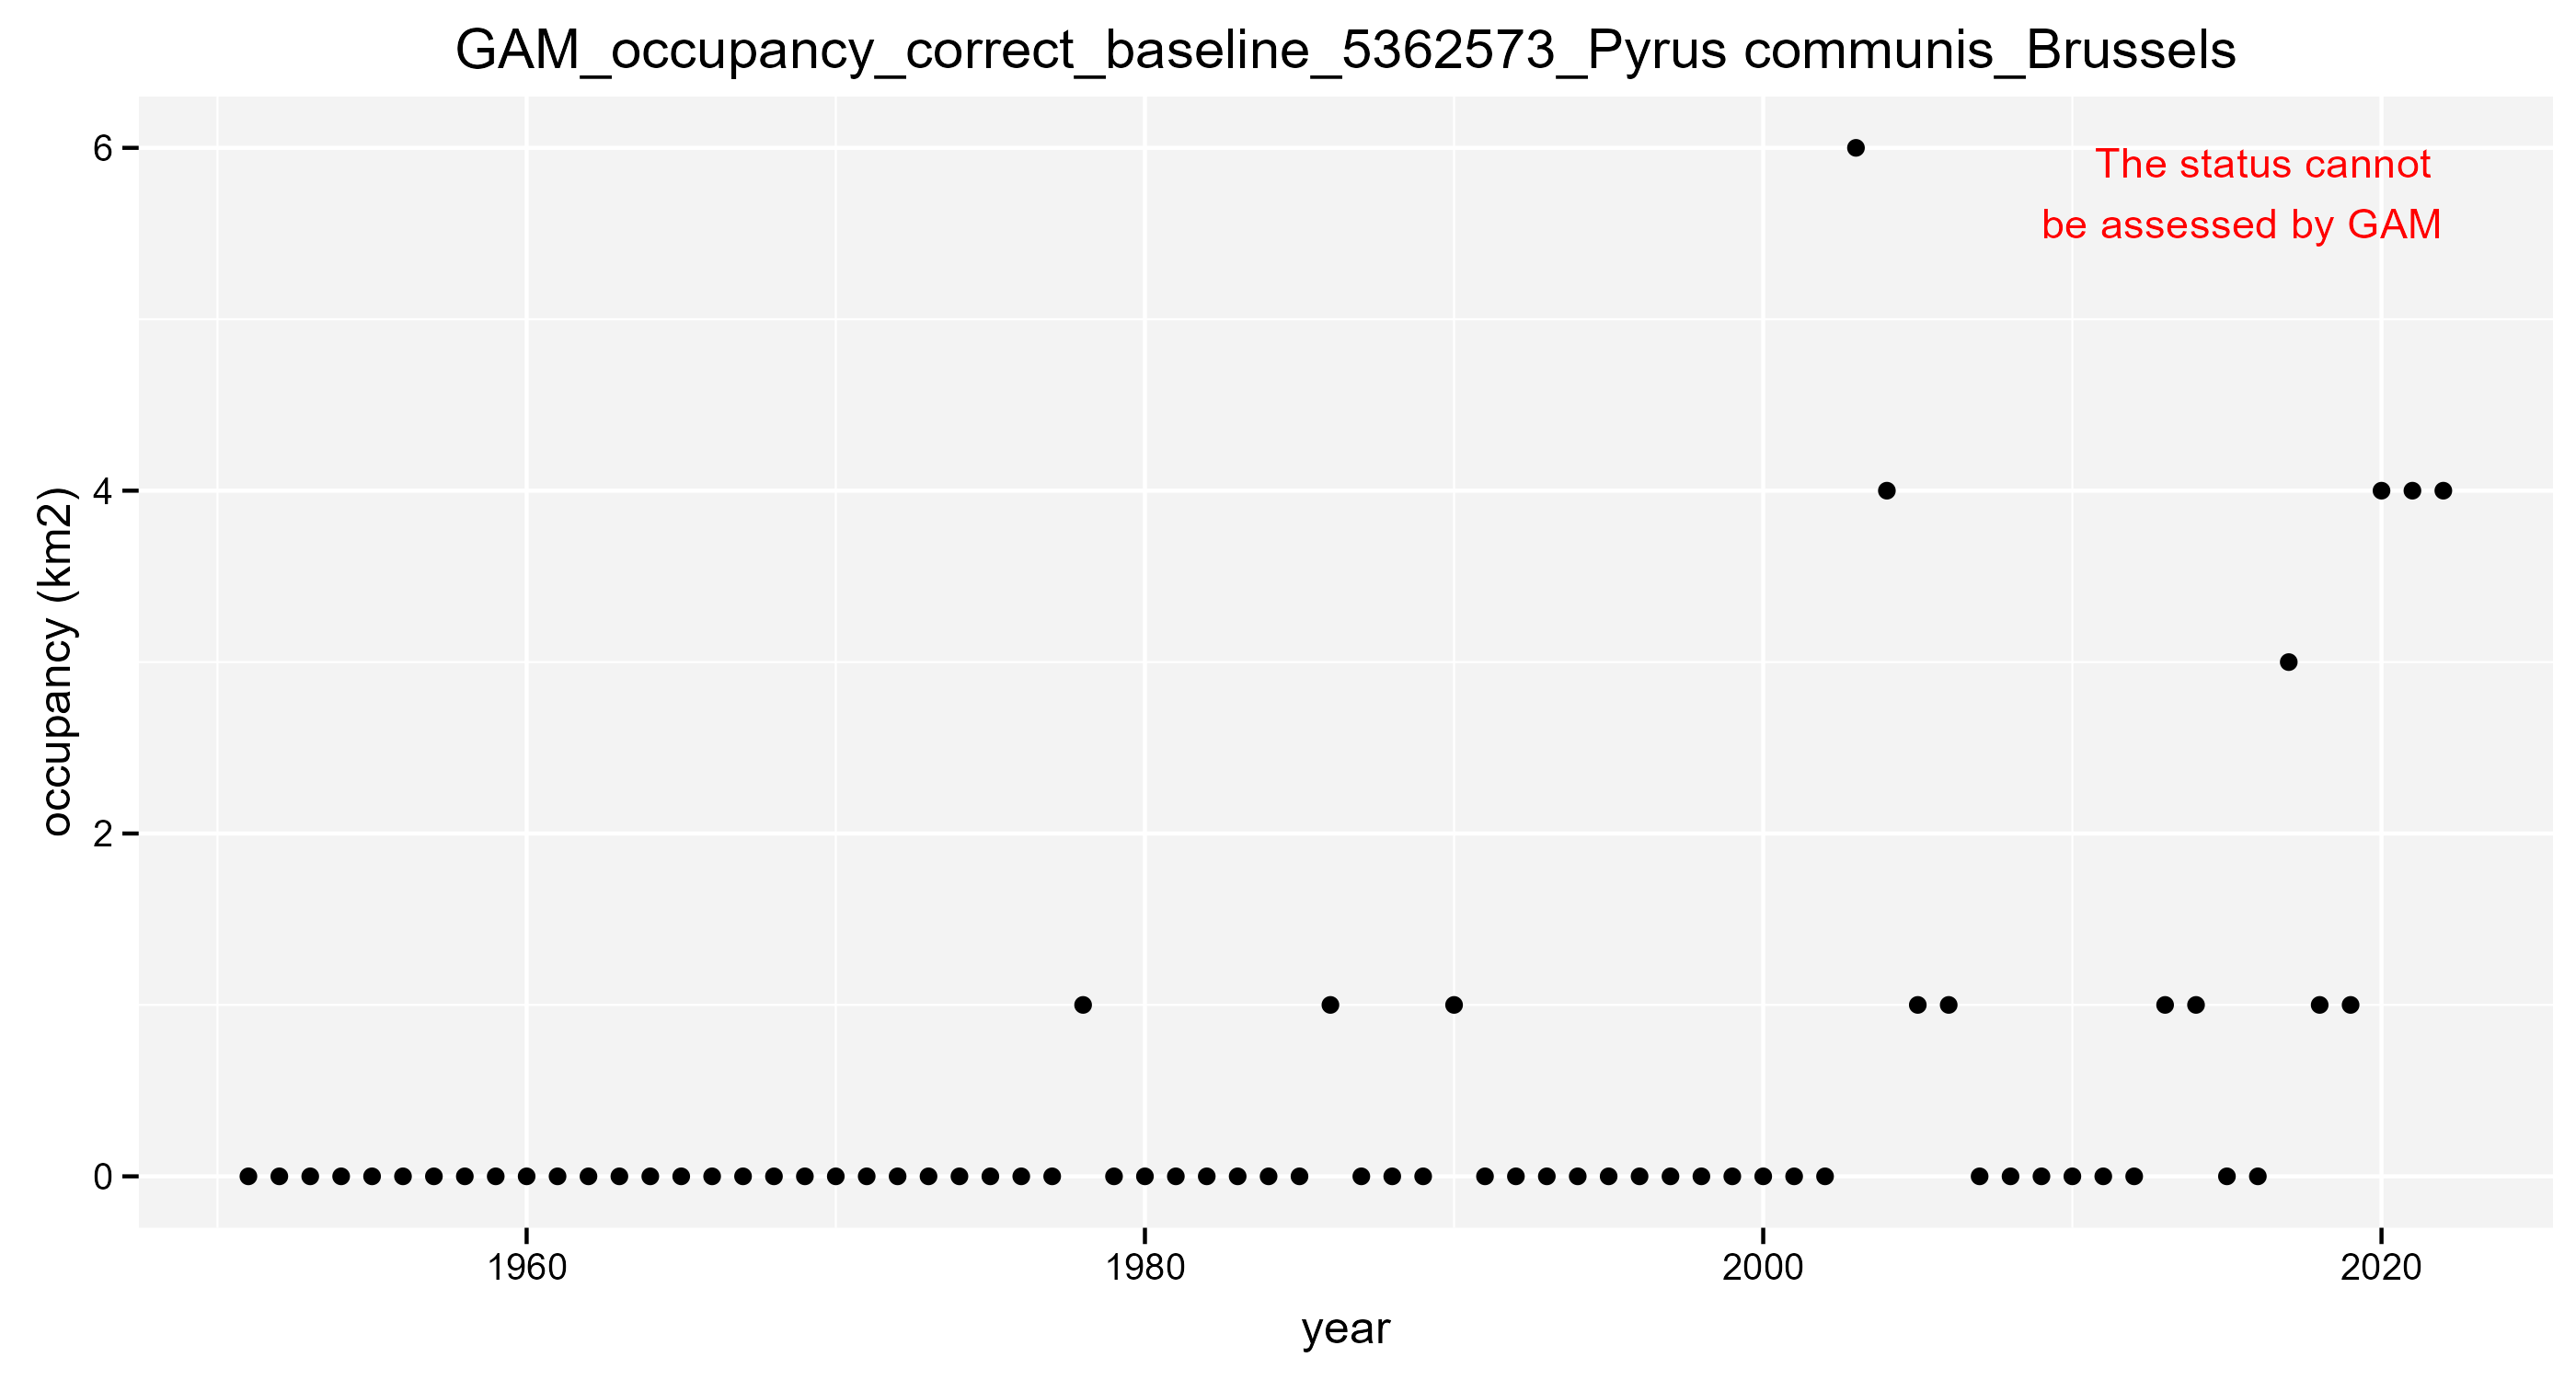 GAM_occupancy_correct_baseline_5362573_Pyrus communis_Brussels
6
The status cannot
be assessed by GAM
4
occupancy (km2)
2
0
1960 1980 2000 2020
year